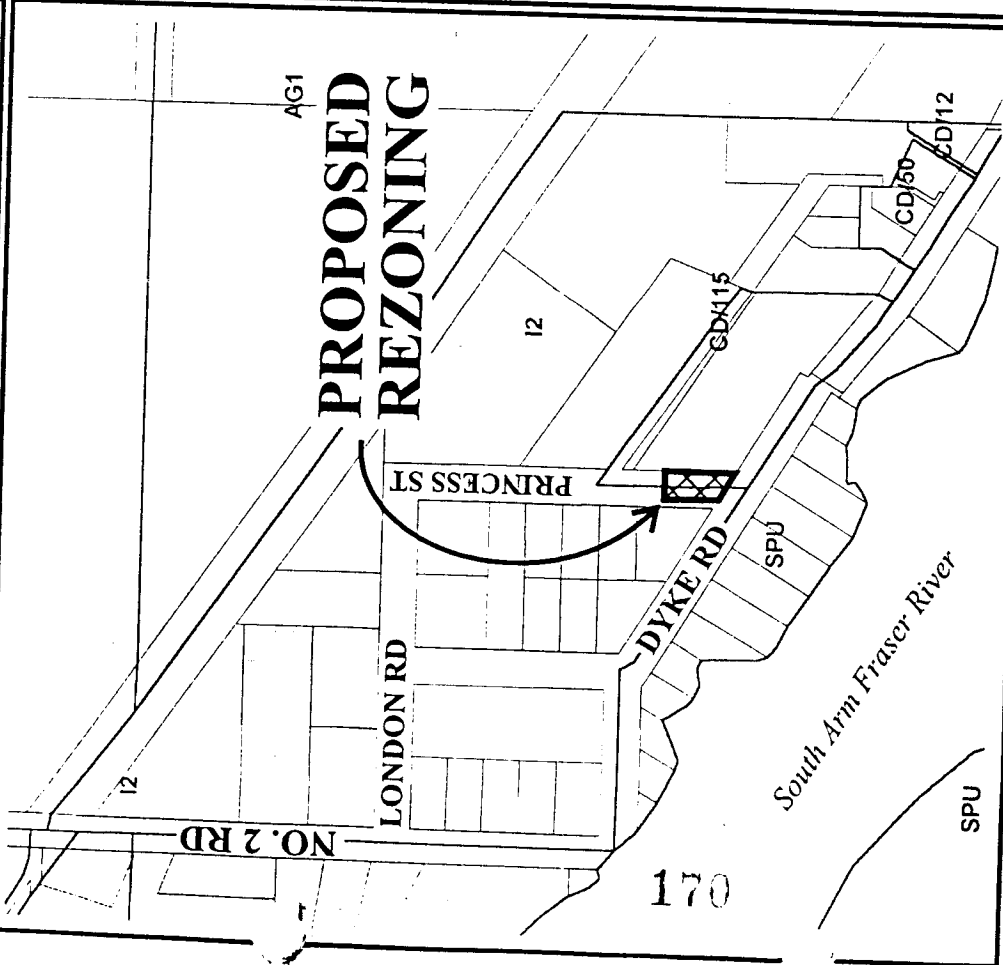 AG1
PROPOSED
REZONING
I2
CD/115
CD/50
CD/12
PRINCESS ST
LONDON RD
DYKE RD
SPU
I2
NO. 2 RD
South Arm Fraser River
170
SPU